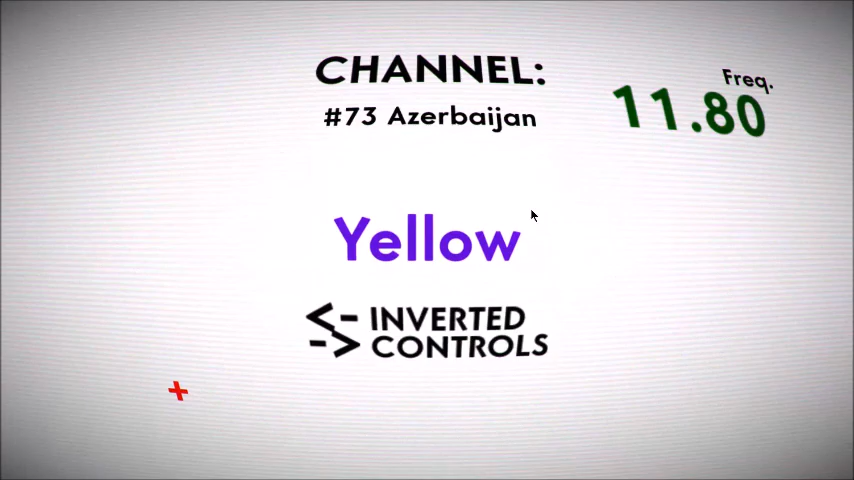 CHANNEL:
#73 Azerbaijan
Freq.
11.80
Yellow
INVERTED
CONTROLS